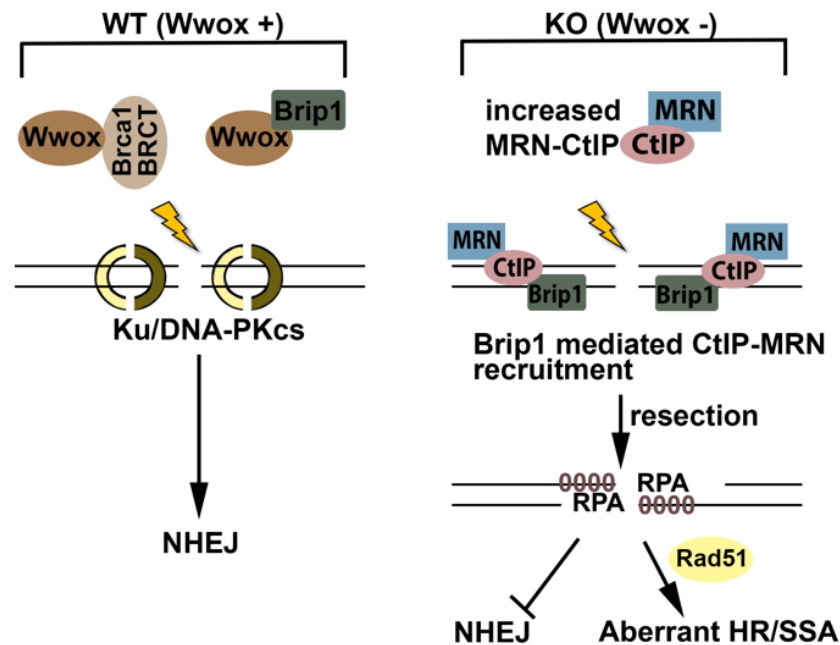 WT (Wwox +)
Wwox
Brca1
BRCT
Wwox
Brip1
Ku/DNA-PKcs
NHEJ
KO (Wwox -)
increased
MRN-CtIP
MRN
CtIP
MRN
CtIP
Brip1
MRN
CtIP
Brip1
Brip1 mediated CtIP-MRN
recruitment
resection
RPA
RPA
Rad51
NHEJ
Aberrant HR/SSA